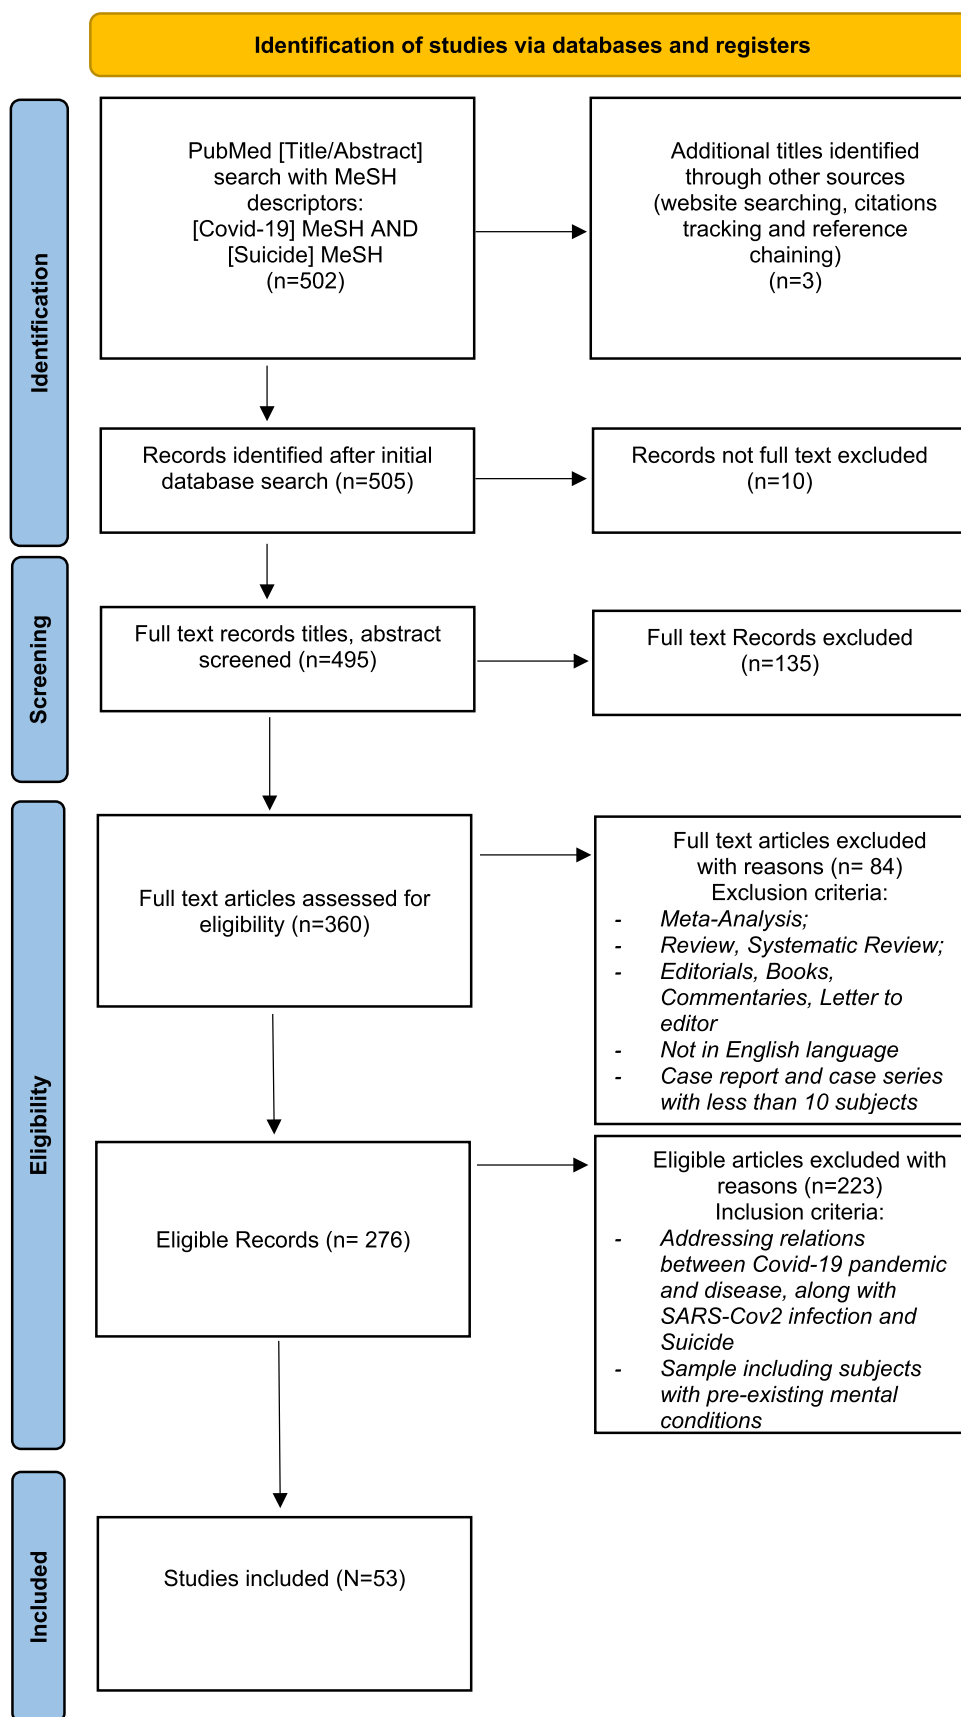 Identification of studies via databases and registers
Identification
PubMed [Title/Abstract]
search with MeSH
descriptors:
[Covid-19] MeSH AND
[Suicide] MeSH
(n=502)
Additional titles identified
through other sources
(website searching, citations
tracking and reference
chaining)
(n=3)
Records identified after initial
database search (n=505)
Records not full text excluded
(n=10)
Screening
Full text records titles, abstract
screened (n=495)
Full text Records excluded
(n=135)
Eligibility
Full text articles assessed for
eligibility (n=360)
Full text articles excluded
with reasons (n= 84)
Exclusion criteria:
- Meta-Analysis;
- Review, Systematic Review;
- Editorials, Books,
Commentaries, Letter to
editor
- Not in English language
- Case report and case series
with less than 10 subjects
Eligible Records (n= 276)
Eligible articles excluded with
reasons (n=223)
Inclusion criteria:
- Addressing relations
between Covid-19 pandemic
and disease, along with
SARS-Cov2 infection and
Suicide
- Sample including subjects
with pre-existing mental
conditions
Included
Studies included (N=53)